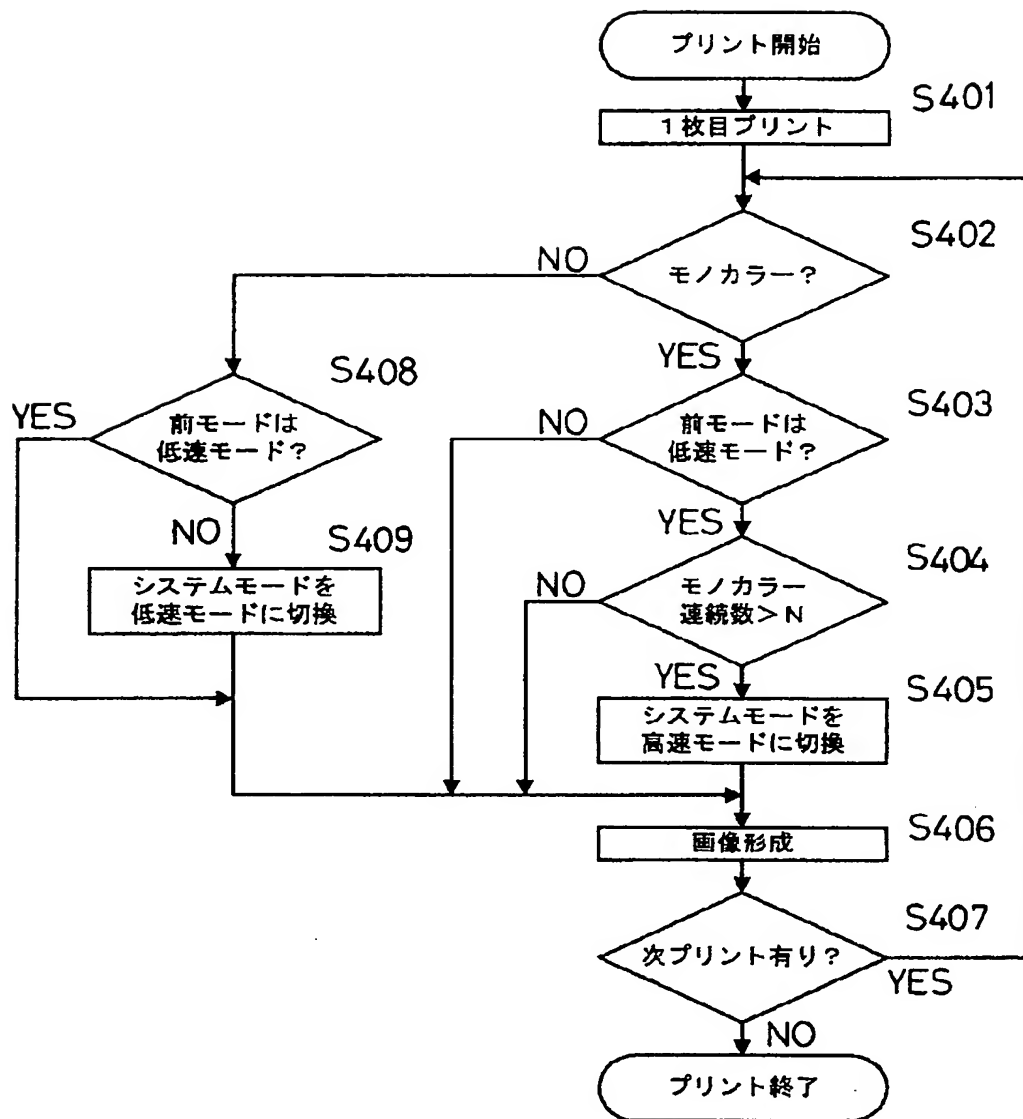 プリント開始
S401
1枚目プリント
S402
モノカラー?
NO
YES
S408
前モードは
低速モード?
YES
NO
S403
前モードは
低速モード?
NO
YES
S409
システムモードを
低速モードに切換
S404
モノカラー
連続数>N
NO
YES
S405
システムモードを
高速モードに切換
S406
画像形成
S407
次プリント有り?
YES
NO
プリント終了